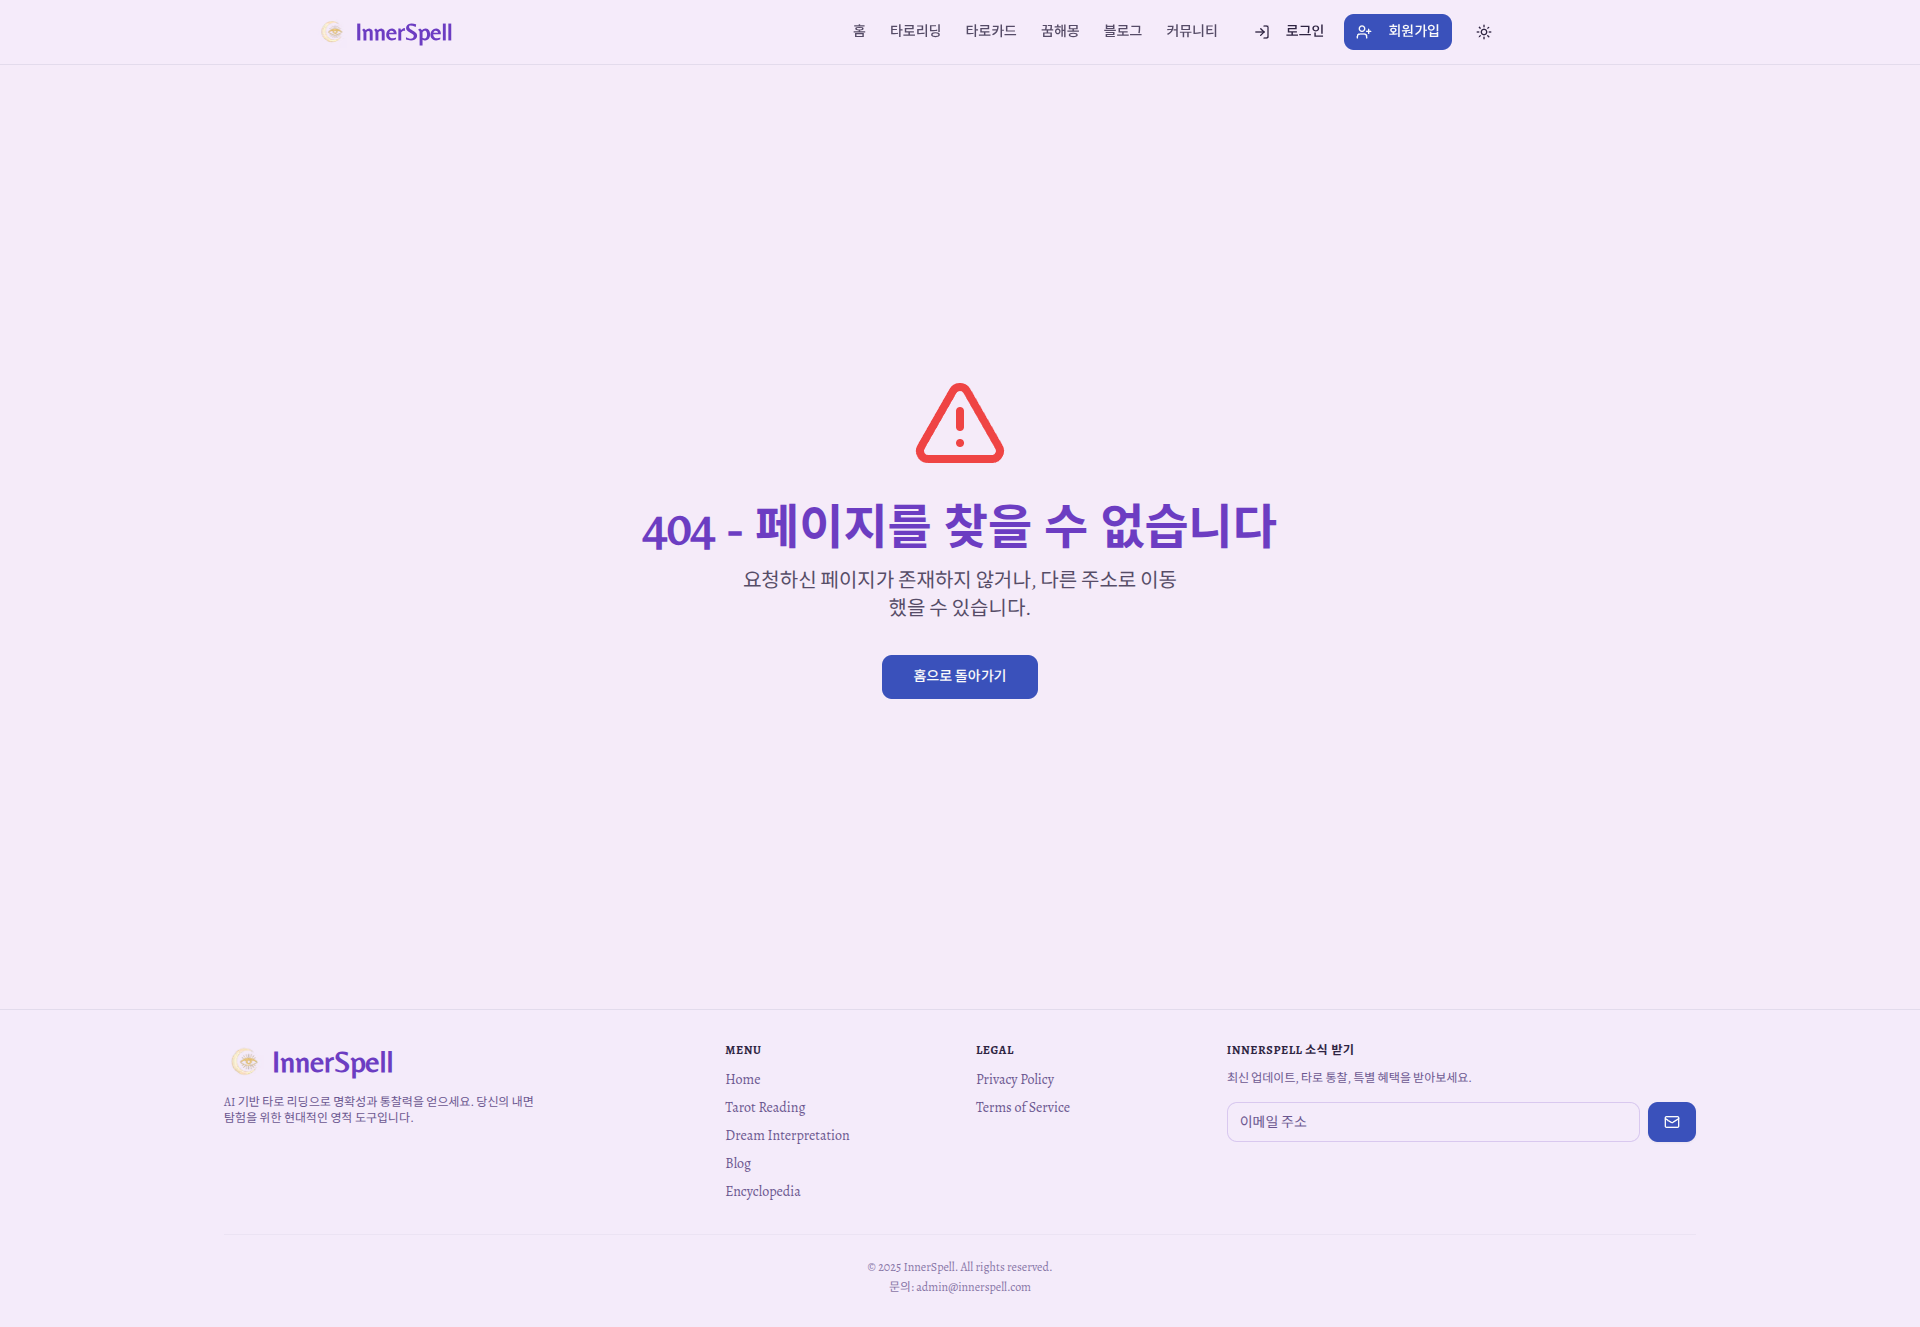 InnerSpell
홈 타로리딩 타로카드 꿈해몽 블로그 커뮤니티 로그인 회원가입
404 - 페이지를 찾을 수 없습니다
요청하신 페이지가 존재하지 않거나, 다른 주소로 이동
했을 수 있습니다.
홈으로 돌아가기
InnerSpell
AI 기반 타로 리딩으로 명확성과 통찰력을 얻으세요. 당신의 내면
탐험을 위한 현대적인 영적 도구입니다.
MENU
Home
Tarot Reading
Dream Interpretation
Blog
Encyclopedia
LEGAL
Privacy Policy
Terms of Service
INNERSPELL 소식 받기
최신 업데이트, 타로 통찰, 특별 혜택을 받아보세요.
이메일 주소
© 2025 InnerSpell. All rights reserved.
문의: admin@innerspell.com